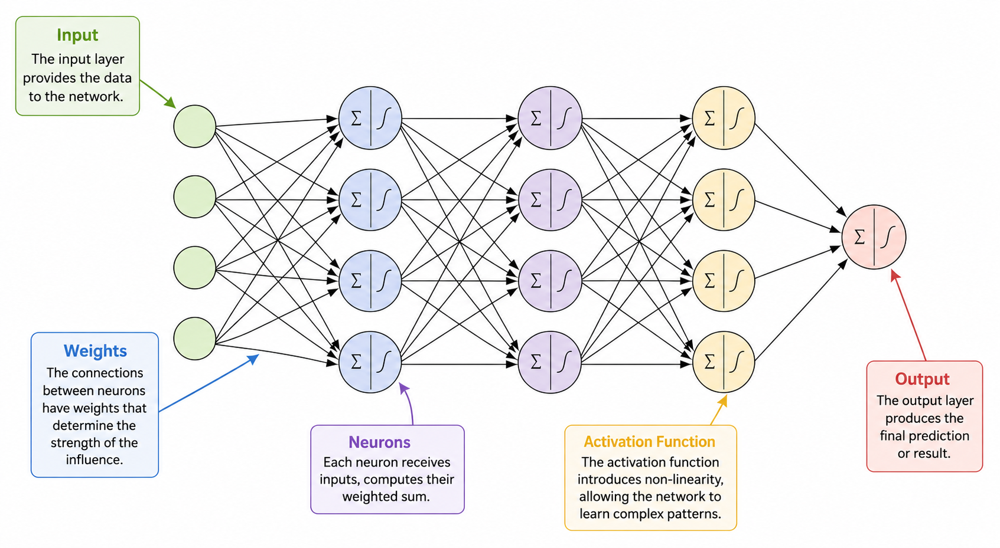 Input
The input layer
provides the data
to the network.
Σ ∫
Σ ∫
Σ ∫
Σ ∫
Σ ∫
Σ ∫
Σ ∫
Σ ∫
Σ ∫
Σ ∫
Σ ∫
Σ ∫
Σ ∫
Weights
The connections
between neurons
have weights that
determine the
strength of the
influence.
Neurons
Each neuron receives
inputs, computes their
weighted sum.
Activation Function
The activation function
introduces non-linearity,
allowing the network to
learn complex patterns.
Output
The output layer
produces the
final prediction
or result.